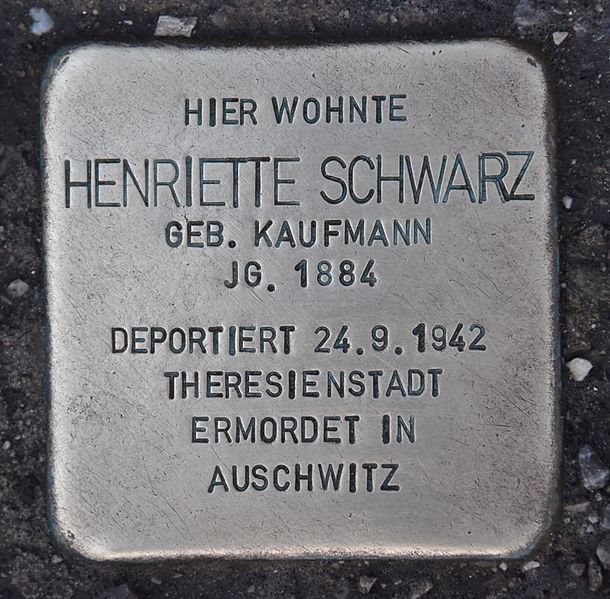 HIER WOHNTE
HENRIETTE SCHWARZ
GEB. KAUFMANN
JG. 1884
DEPORTIERT 24.9.1942
THERESIENSTADT
ERMORDET IN
AUSCHWITZ